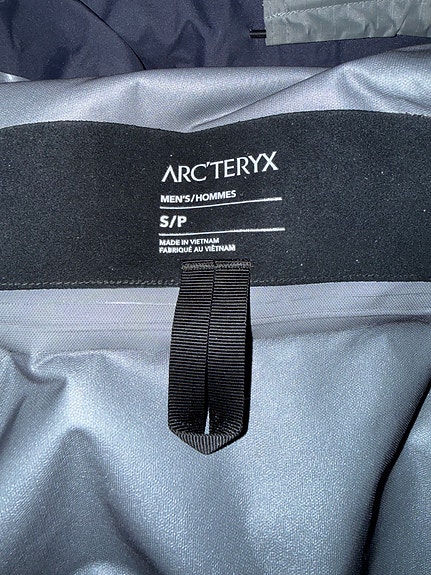 ARC'TERYX
MEN'S/HOMMES
S/P
MADE IN VIETNAM
FABRIQUÉ AU VIÊTNAM